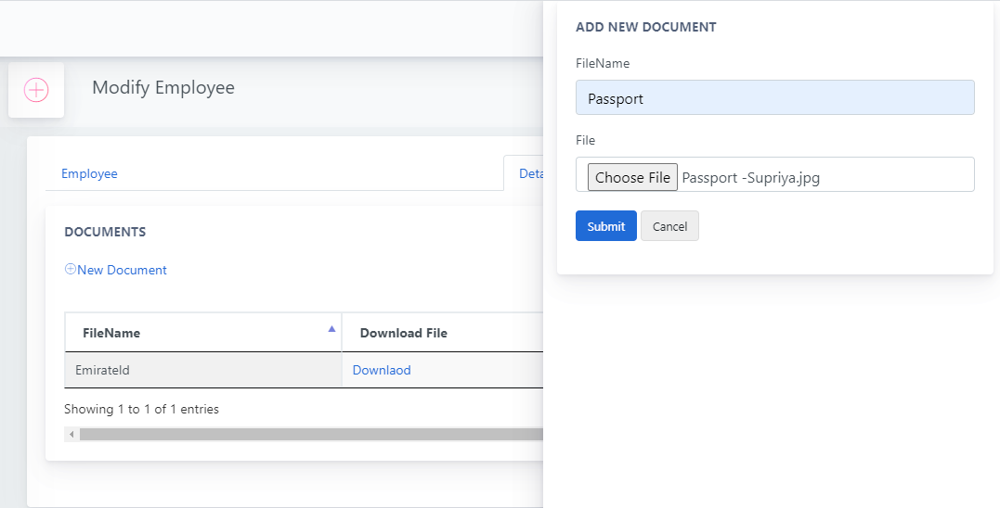 Modify Employee
Employee
Deta
DOCUMENTS
New Document
FileName
Download File
EmirateId
Downlaod
Showing 1 to 1 of 1 entries
ADD NEW DOCUMENT
FileName
Passport
File
Choose File Passport -Supriya.jpg
Submit
Cancel